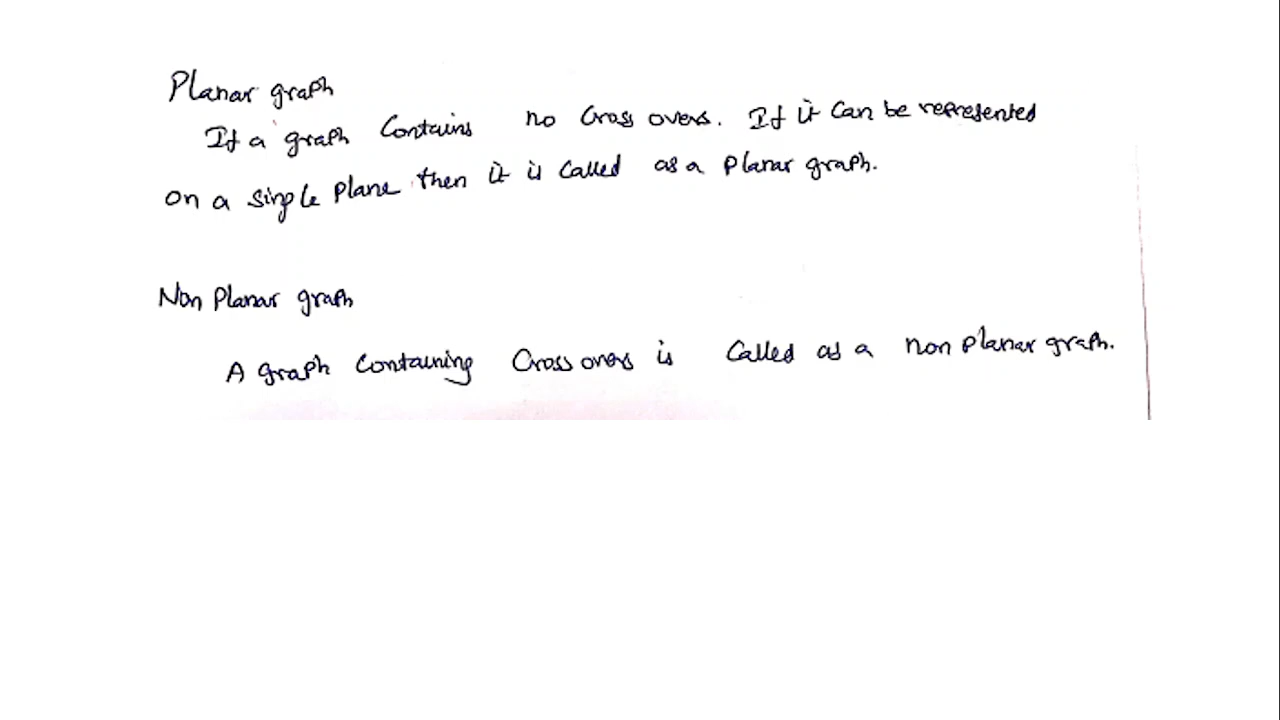 Planar graph
If a graph Contains no Cross overs. If it Can be represented
on a single plane then it is Called as a planar graph.
Non Planar graph
A graph Containing Cross overs is Called as a non planar graph.